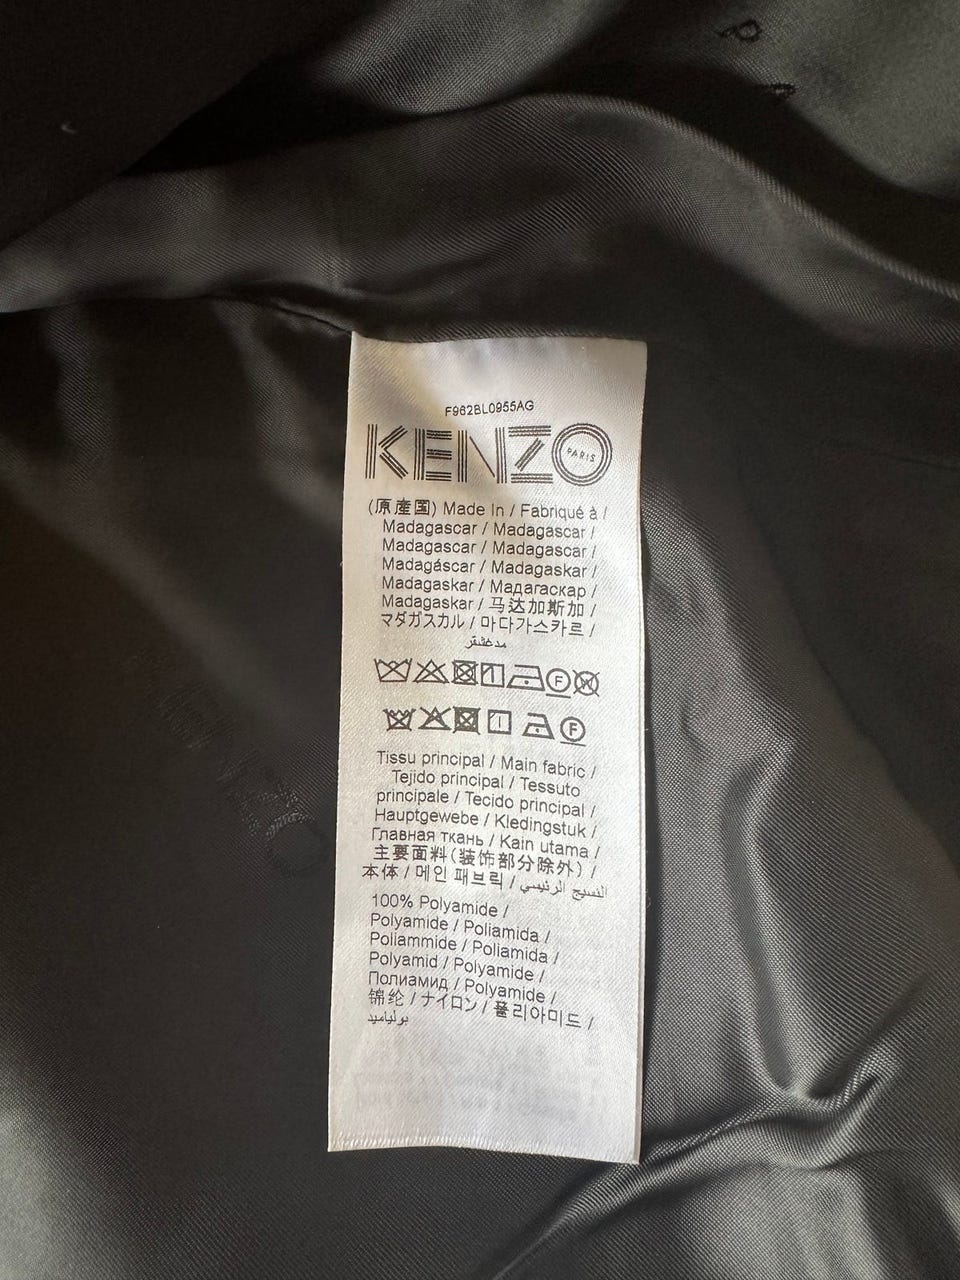 F962BL0955AG
KENZO
PARIS
(原産国) Made In / Fabriqué à /
Madagascar / Madagascar /
Madagascar / Madagascar /
Madagáscar / Madagaskar /
Madagaskar / Мадагаскар /
Madagaskar / 马达加斯加 /
マダガスカル / 마다가스카르 /
مدغشقر
F W
F
Tissu principal / Main fabric /
Tejido principal / Tessuto
principale / Tecido principal /
Hauptgewebe / Kledingstuk /
Главная ткань / Kain utama /
主要面料(装饰部分除外) /
本体 / 메인 패브릭 / النسيج الرئيسي
100% Polyamide /
Polyamide / Poliamida /
Poliammide / Poliamida /
Polyamid / Polyamide /
Полиамид / Polyamide /
锦纶 / ナイロン / 폴리아미드 /
بولياميد